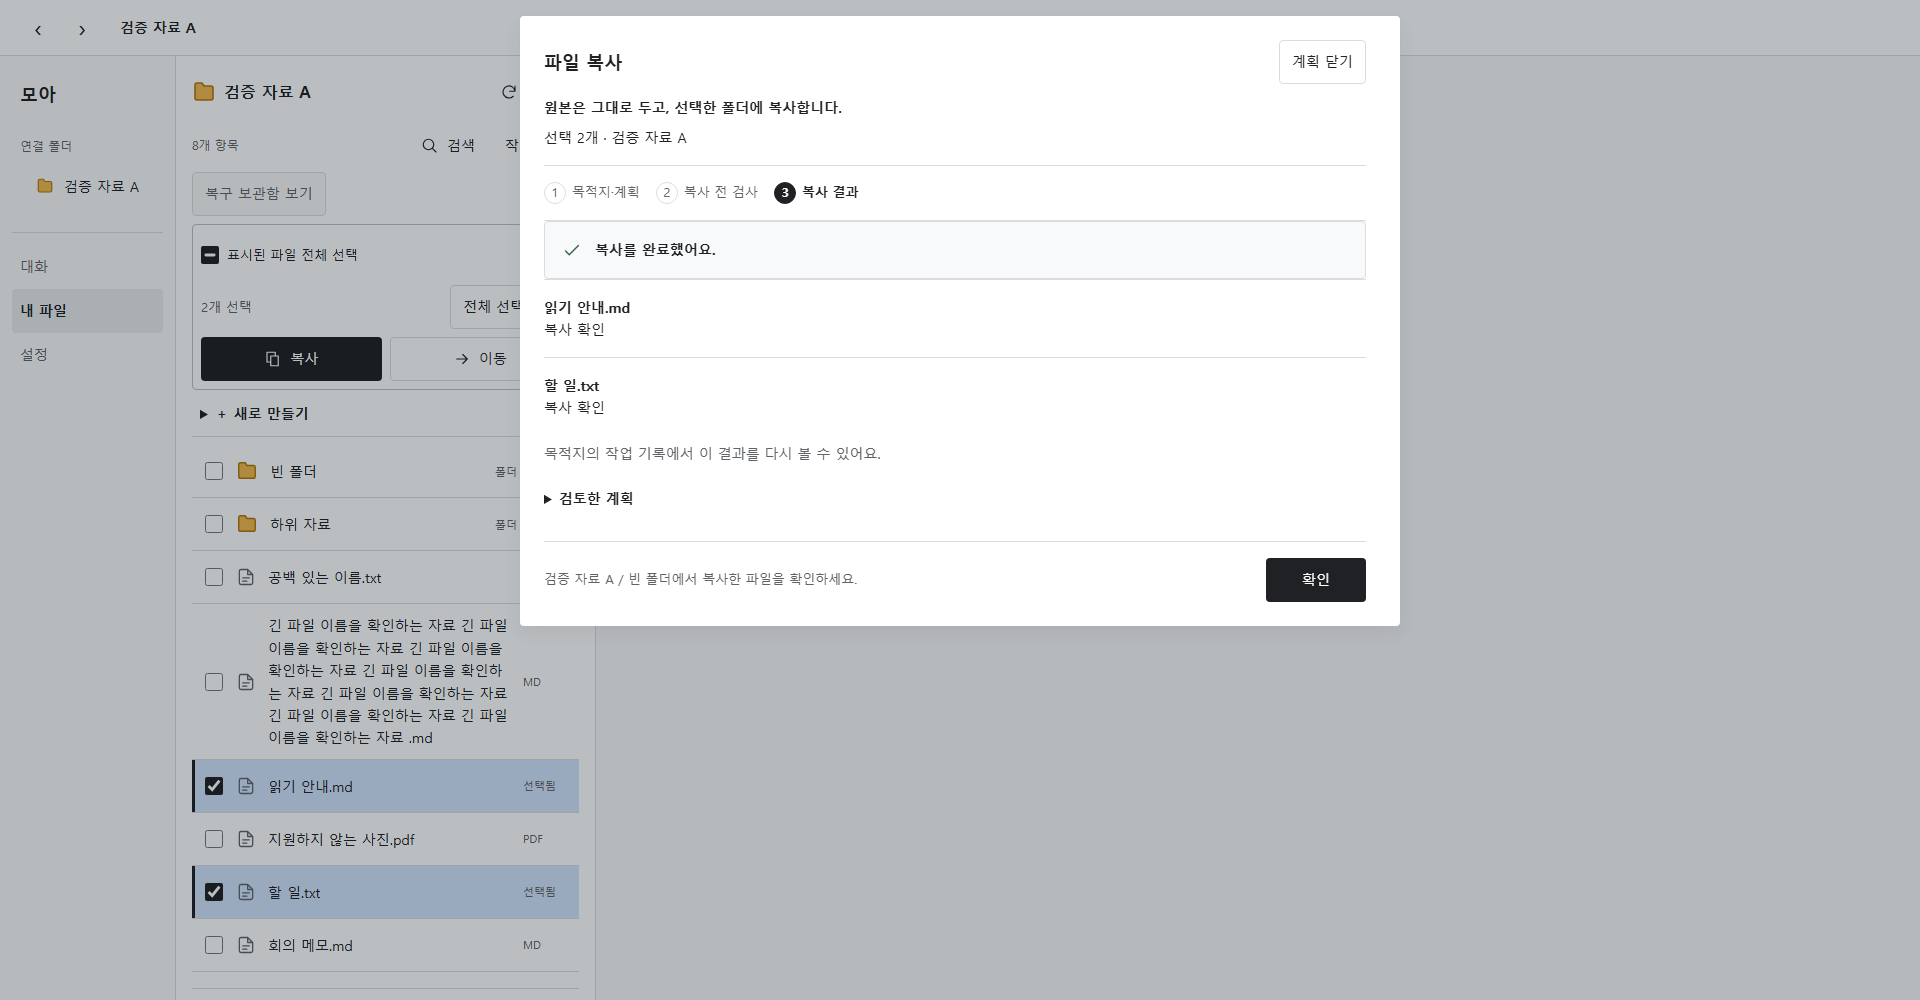 검증 자료 A
모아
연결 폴더
검증 자료 A
대화
내 파일
설정
검증 자료 A
8개 항목
검색
작
복구 보관함 보기
표시된 파일 전체 선택
2개 선택
전체 선택
복사
이동
+ 새로 만들기
빈 폴더
폴더
하위 자료
폴더
공백 있는 이름.txt
긴 파일 이름을 확인하는 자료 긴 파일
이름을 확인하는 자료 긴 파일 이름을
확인하는 자료 긴 파일 이름을 확인하
는 자료 긴 파일 이름을 확인하는 자료
긴 파일 이름을 확인하는 자료 긴 파일
이름을 확인하는 자료 .md
MD
읽기 안내.md
선택됨
지원하지 않는 사진.pdf
PDF
할 일.txt
선택됨
회의 메모.md
MD
파일 복사
계획 닫기
원본은 그대로 두고, 선택한 폴더에 복사합니다.
선택 2개 · 검증 자료 A
1 목적지·계획
2 복사 전 검사
3 복사 결과
복사를 완료했어요.
읽기 안내.md
복사 확인
할 일.txt
복사 확인
목적지의 작업 기록에서 이 결과를 다시 볼 수 있어요.
검토한 계획
검증 자료 A / 빈 폴더에서 복사한 파일을 확인하세요.
확인